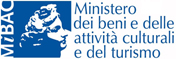 MiBAC
Ministero
dei beni e delle
attività culturali
e del turismo